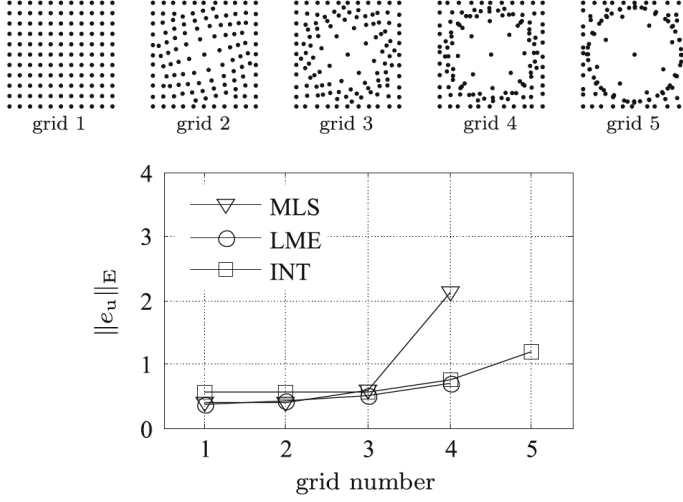 grid 1 grid 2 grid 3 grid 4 grid 5
4
MLS
3
LME
INT
‖e_u‖_E
2
1
0
1 2 3 4 5
grid number